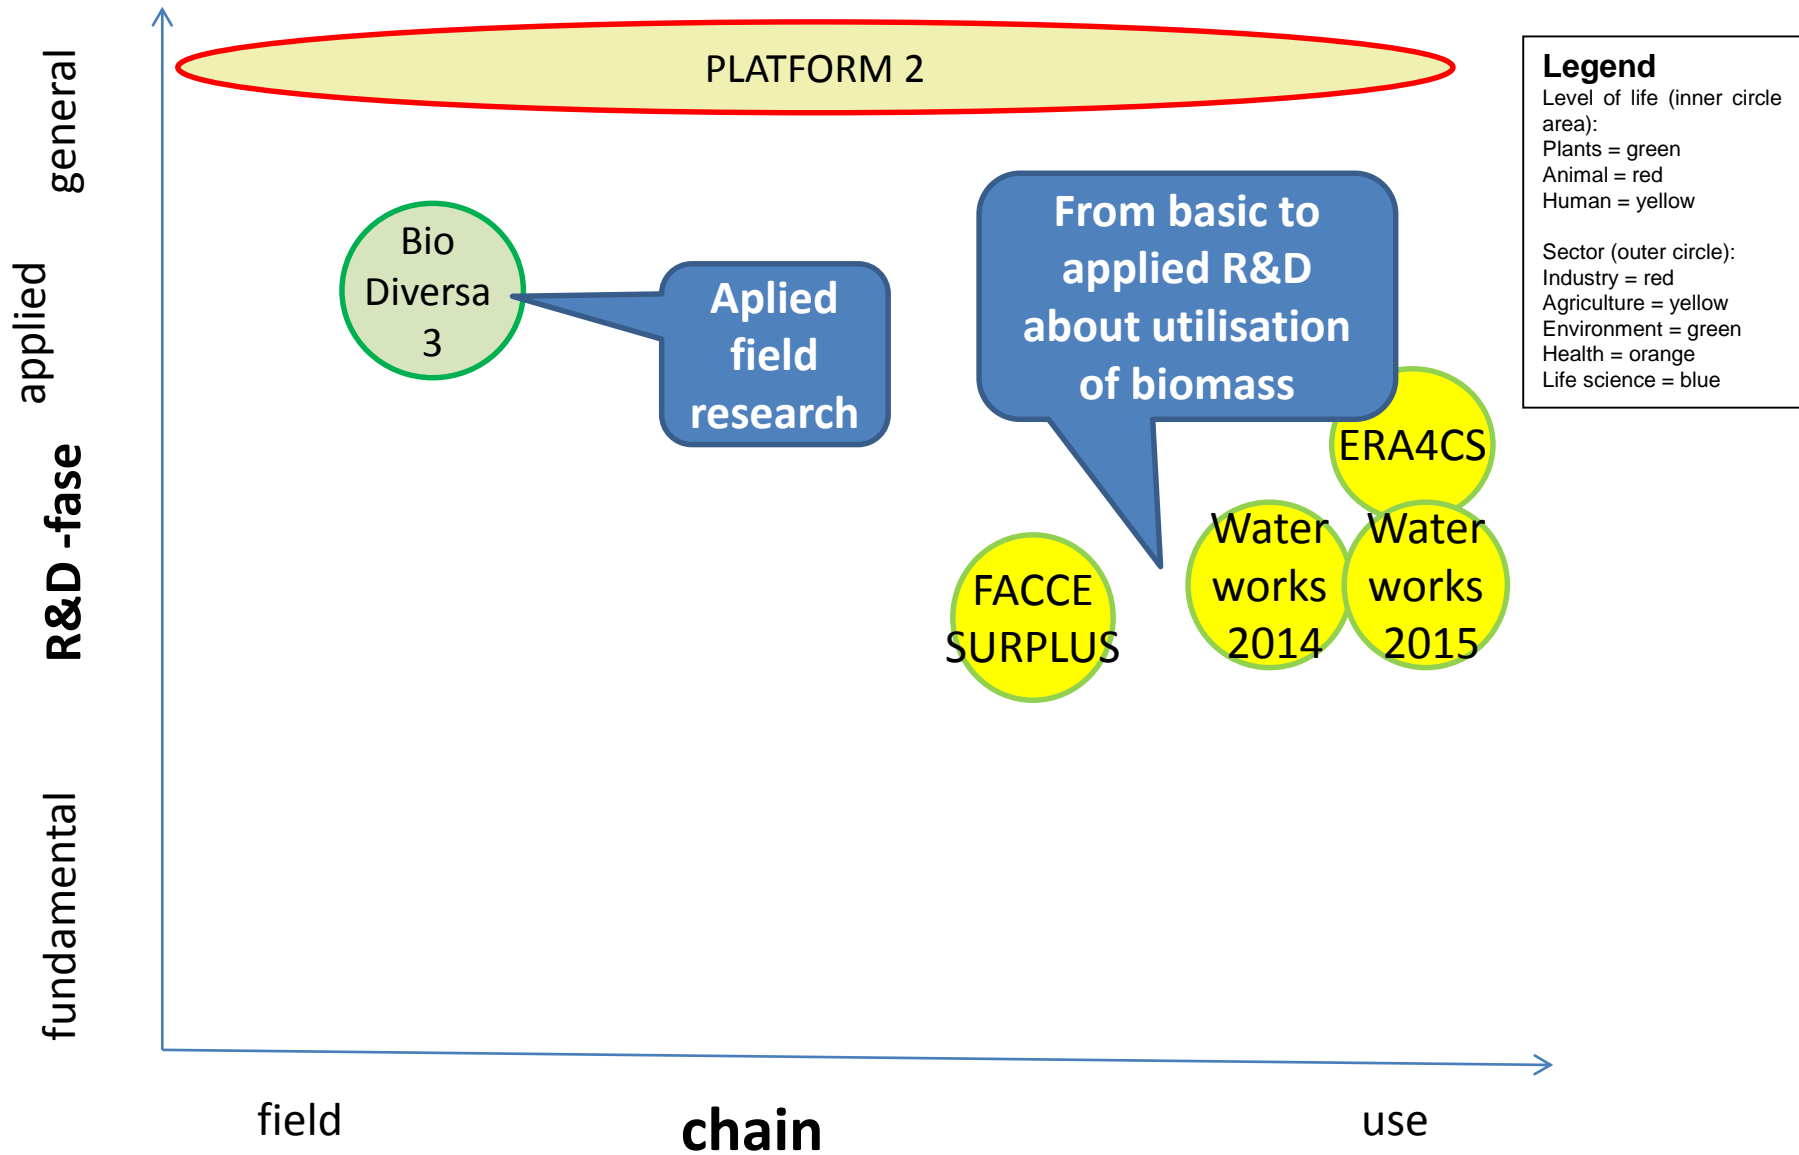 PLATFORM 2
general
applied
R&D -fase
fundamental
Bio
Diversa
3
Aplied
field
research
From basic to
applied R&D
about utilisation
of biomass
ERA4CS
FACCE
SURPLUS
Water
works
2014
Water
works
2015
field
chain
use
Legend
Level of life (inner circle
area):
Plants = green
Animal = red
Human = yellow
Sector (outer circle):
Industry = red
Agriculture = yellow
Environment = green
Health = orange
Life science = blue